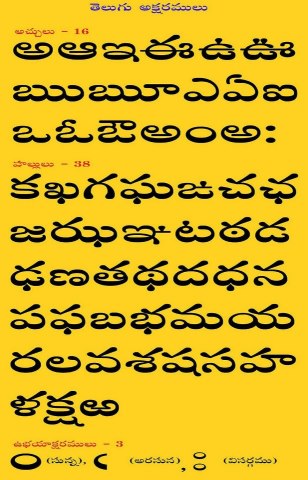 తెలుగు అక్షరములు
అచ్చులు - 16
అఆఇఈఉఊ
ఋౠఎఏఐ
ఒఓఔఅంఅః
హల్లులు - 38
కఖగఘఙచఛ
జఝఞటఠడ
ఢణతథదధన
పఫబభమయ
రలవశషసహ
ళక్షఱ
ఉభయాక్షరములు - 3
ం (సున్న), ఁ (అరసున), ః (విసర్గము)